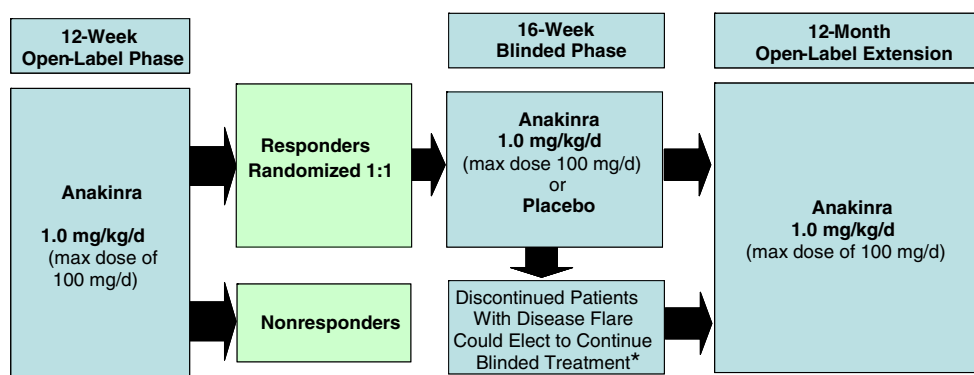 12-Week
Open-Label Phase
16-Week
Blinded Phase
12-Month
Open-Label Extension
Anakinra
1.0 mg/kg/d
(max dose of
100 mg/d)
Responders
Randomized 1:1
Nonresponders
Anakinra
1.0 mg/kg/d
(max dose 100 mg/d)
or
Placebo
Discontinued Patients
With Disease Flare
Could Elect to Continue
Blinded Treatment*
Anakinra
1.0 mg/kg/d
(max dose of 100 mg/d)